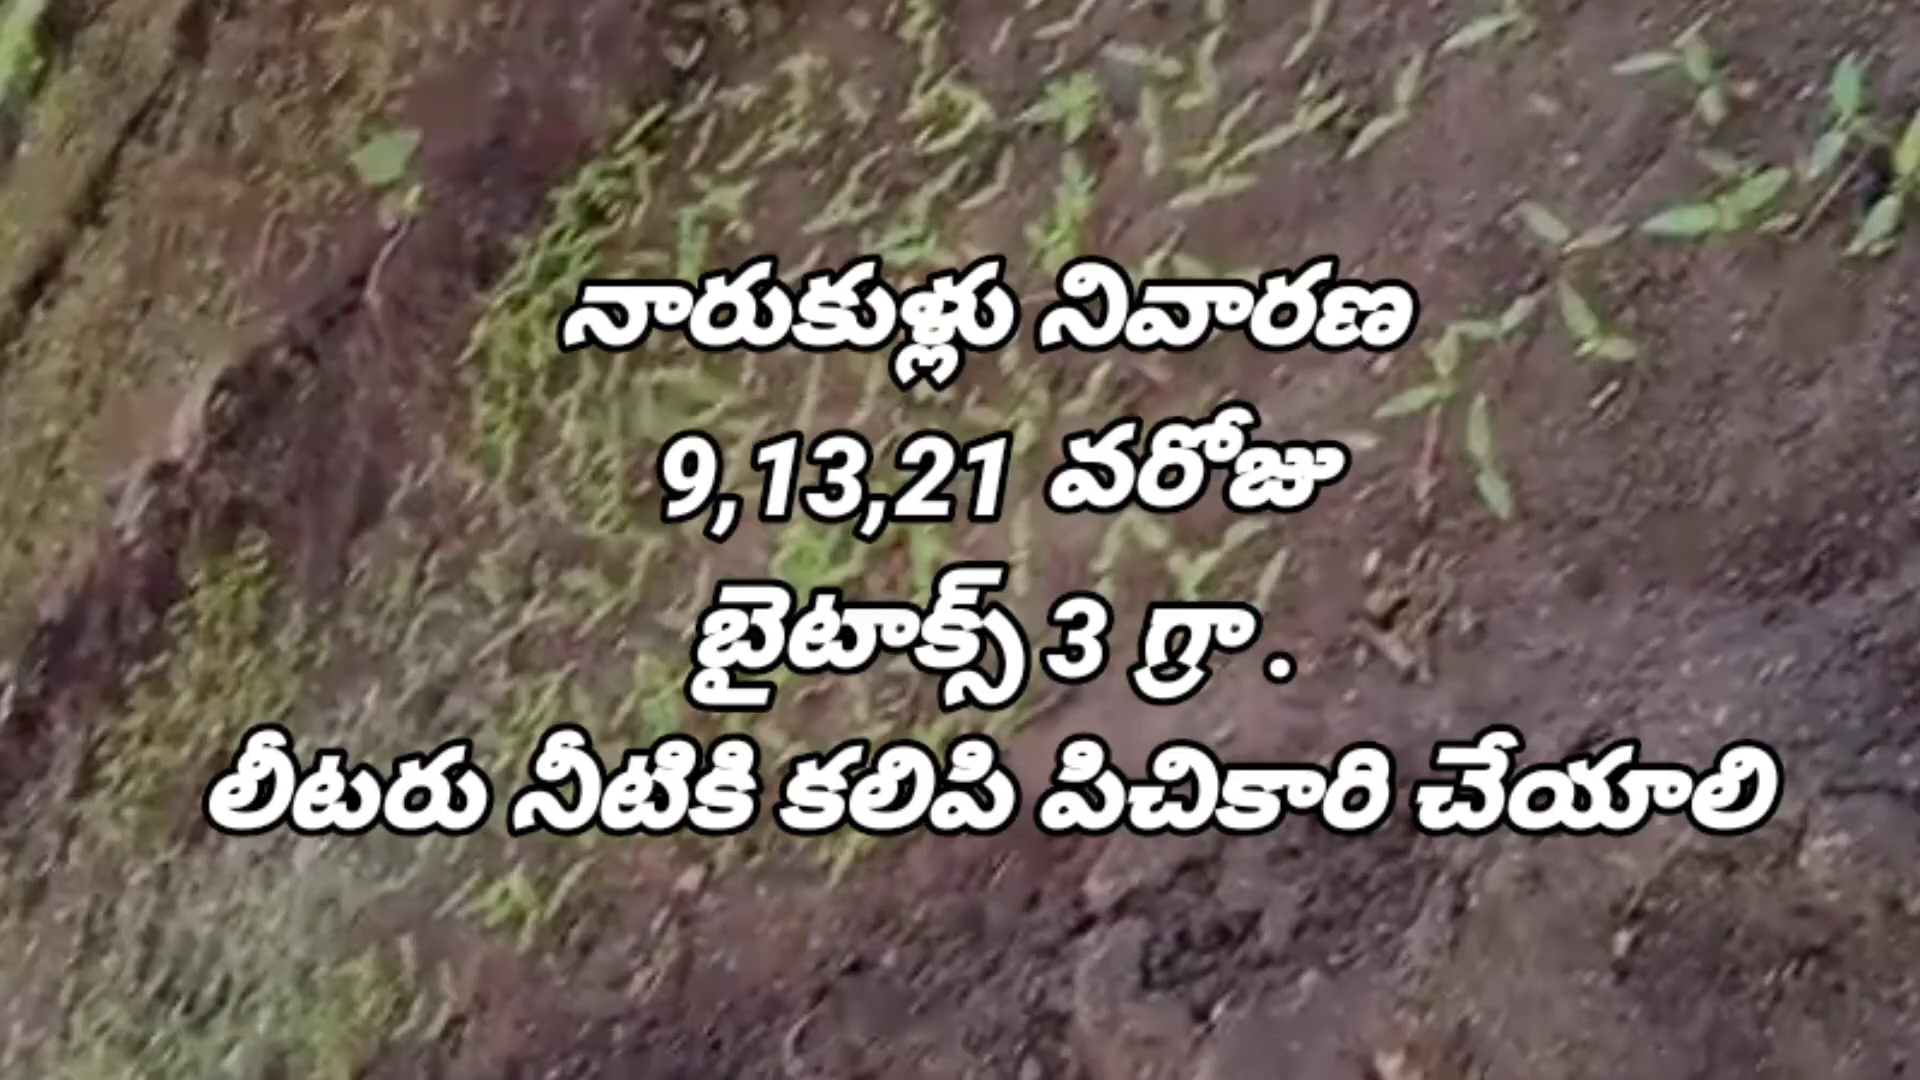 నారుకుళ్లు నివారణ
9,13,21 వరోజు
బైటాక్స్ 3 గ్రా.
లీటరు నీటికి కలిపి పిచికారి చేయాలి